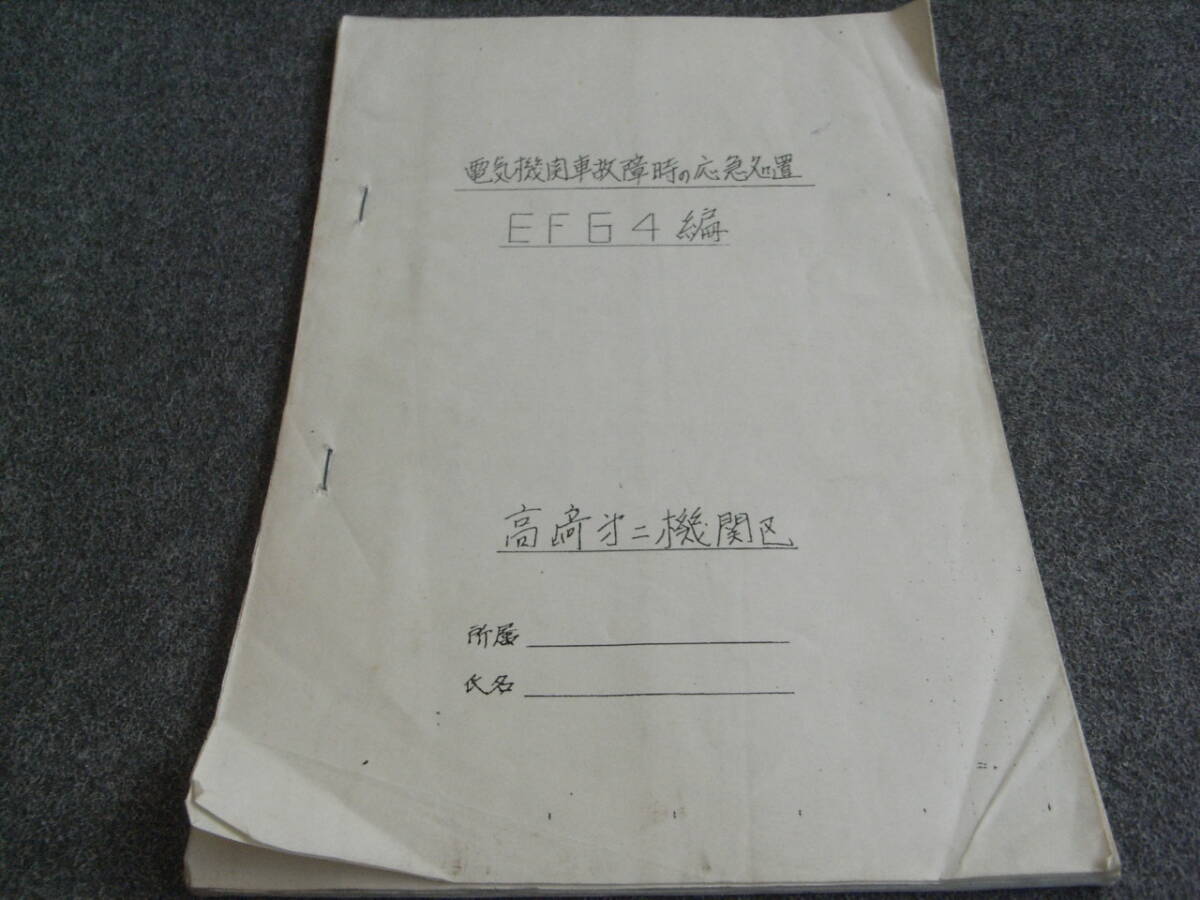 電気機関車故障時の応急処置
EF64編
高崎第二機関区
所属
氏名